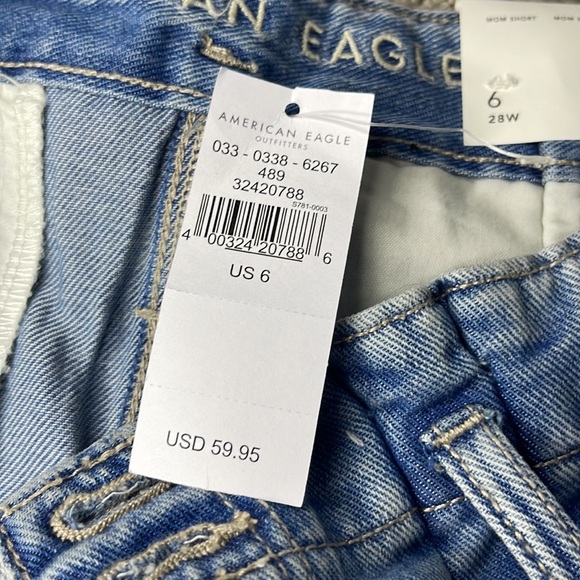 AN EAGLE
MOM SHORT
MOM
6
28W
AMERICAN EAGLE
OUTFITTERS
033 - 0338 - 6267
489
32420788
S781-0003
4 00324 20788 6
US 6
USD 59.95